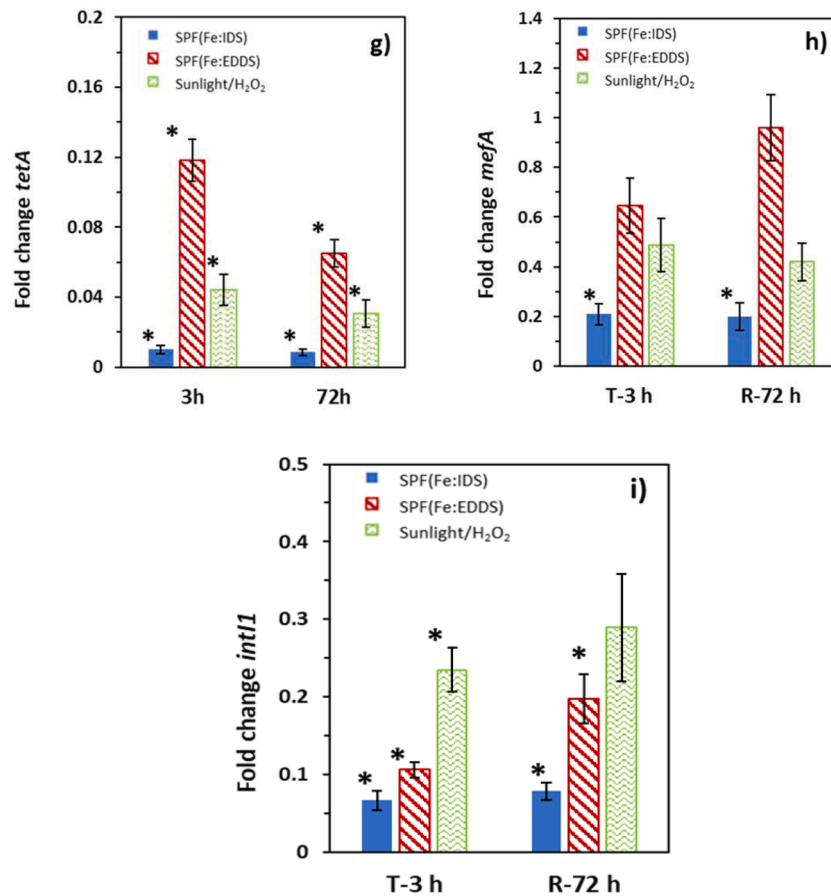 g)
SPF(Fe:IDS)
SPF(Fe:EDDS)
Sunlight/H₂O₂
Fold change tetA
0.2
0.16
0.12
0.08
0.04
0
* * *
* * *
3h 72h
h)
SPF(Fe:IDS)
SPF(Fe:EDDS)
Sunlight/H₂O₂
Fold change mefA
1.2
1
0.8
0.6
0.4
0.2
0
* *
T-3 h R-72 h
i)
SPF(Fe:IDS)
SPF(Fe:EDDS)
Sunlight/H₂O₂
Fold change intI1
0.5
0.4
0.3
0.2
0.1
0
* * *
* *
T-3 h R-72 h